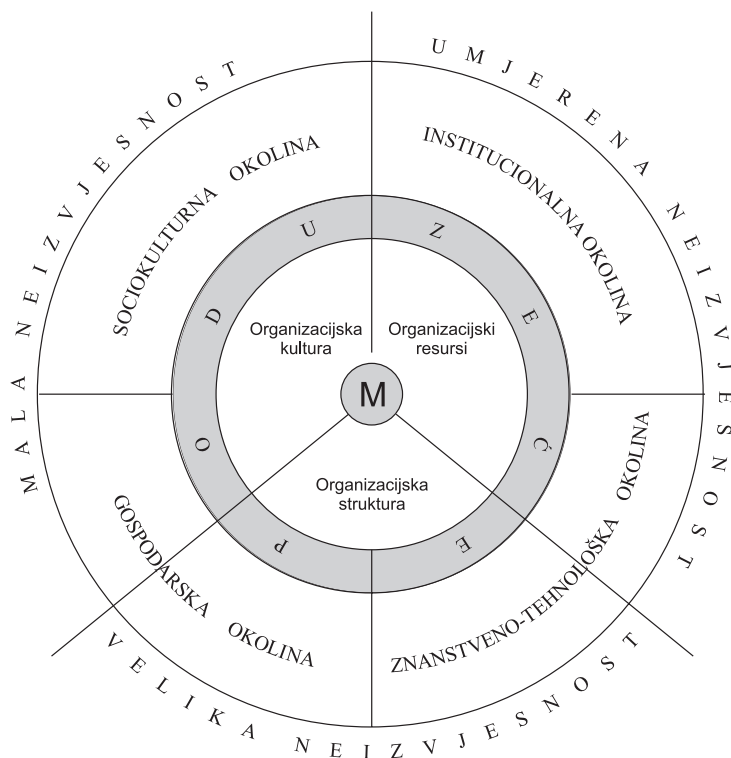 MALA NEIZVJESNOST
UMJERENA NEIZVJESNOST
SOCIOKULTURNA OKOLINA
INSTITUCIONALNA OKOLINA
PODUZEĆE
Organizacijska
kultura
Organizacijski
resursi
M
Organizacijska
struktura
GOSPODARSKA OKOLINA
ZNANSTVENO-TEHNOLOŠKA OKOLINA
VELIKA NEIZVJESNOST